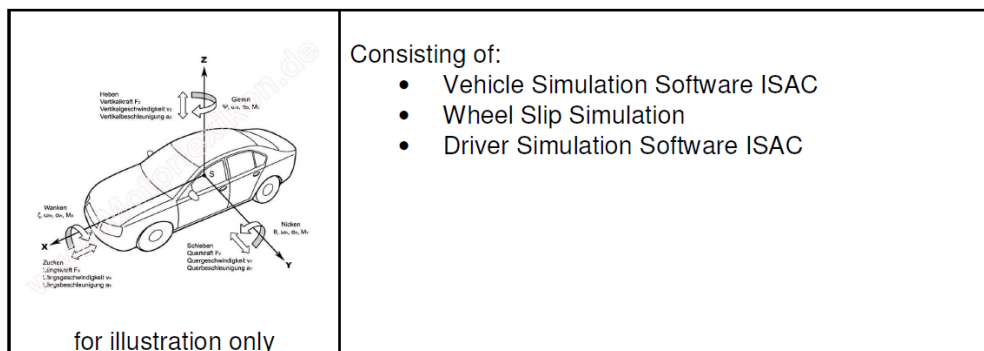 Z
Heben
Vertikalkraft Fz
Vertikalgeschwindigkeit vz
Vertikalbeschleunigung az
Gieren
S
Wanken
X
Zucken
Längskraft Fx
Längsgeschwindigkeit vx
Längsbeschleunigung ax
Nicken
Schieben
Querkraft Fy
Quergeschwindigkeit vy
Querbeschleunigung ay
Y
for illustration only
Consisting of:
• Vehicle Simulation Software ISAC
• Wheel Slip Simulation
• Driver Simulation Software ISAC